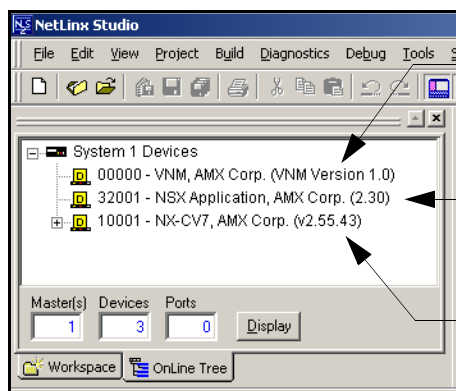 NetLinx Studio
File Edit View Project Build Diagnostics Debug Tools S
System 1 Devices
00000 - VNM, AMX Corp. (VNM Version 1.0)
32001 - NSX Application, AMX Corp. (2.30)
10001 - NX-CV7, AMX Corp. (v2.55.43)
Master(s) Devices Ports
1 3 0 Display
Workspace OnLine Tree